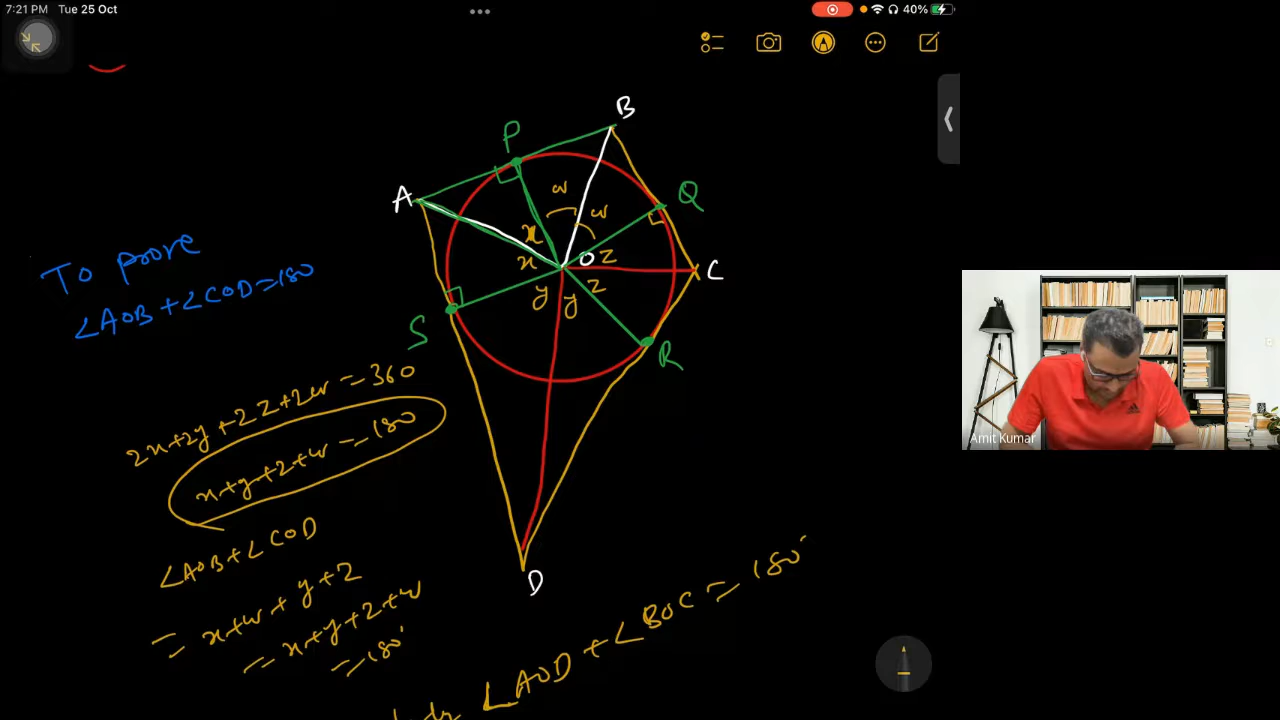 7:21 PM Tue 25 Oct
40%
B
P
A
Q
w
w
x
O
z
x
C
y
y
z
S
R
To prove
∠AOB+∠COD=180
2x+2y+2z+2w=360
x+y+z+w=180
∠AOB+∠COD
= x+w+y+z
= x+y+z+w
=180°
D
∠AOD+∠BOC=180°
Amit Kumar